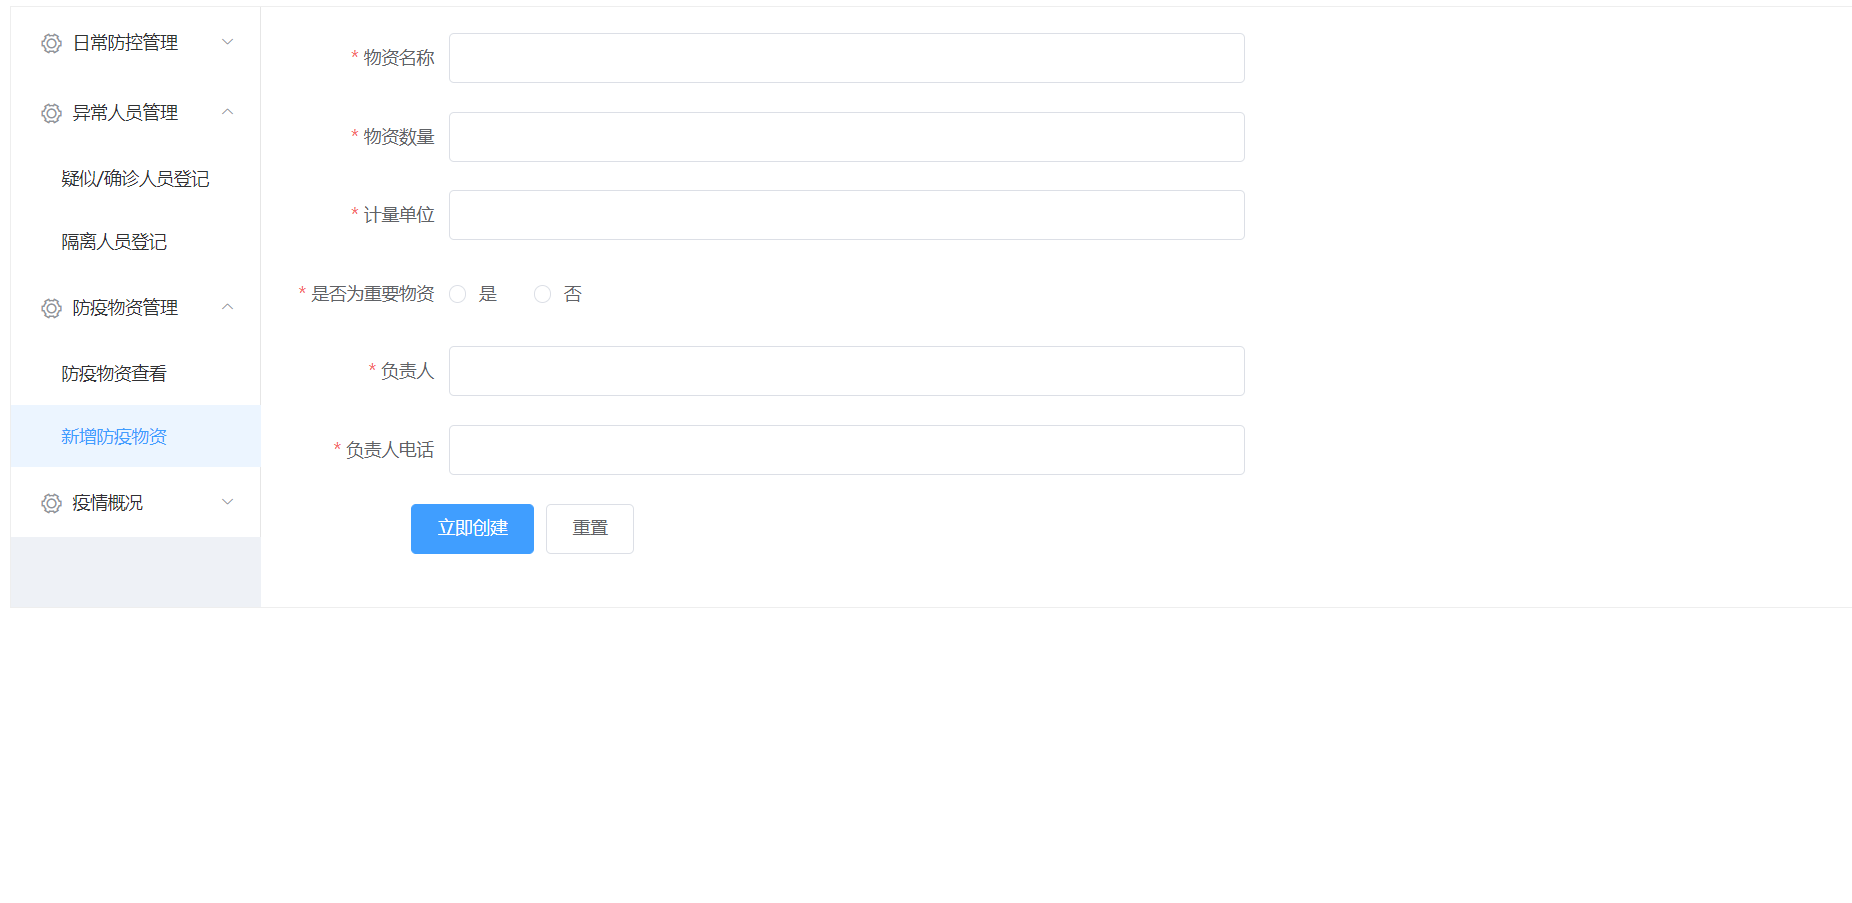 日常防控管理
异常人员管理
疑似/确诊人员登记
隔离人员登记
防疫物资管理
防疫物资查看
新增防疫物资
疫情概况
* 物资名称
* 物资数量
* 计量单位
* 是否为重要物资 是 否
* 负责人
* 负责人电话
立即创建 重置